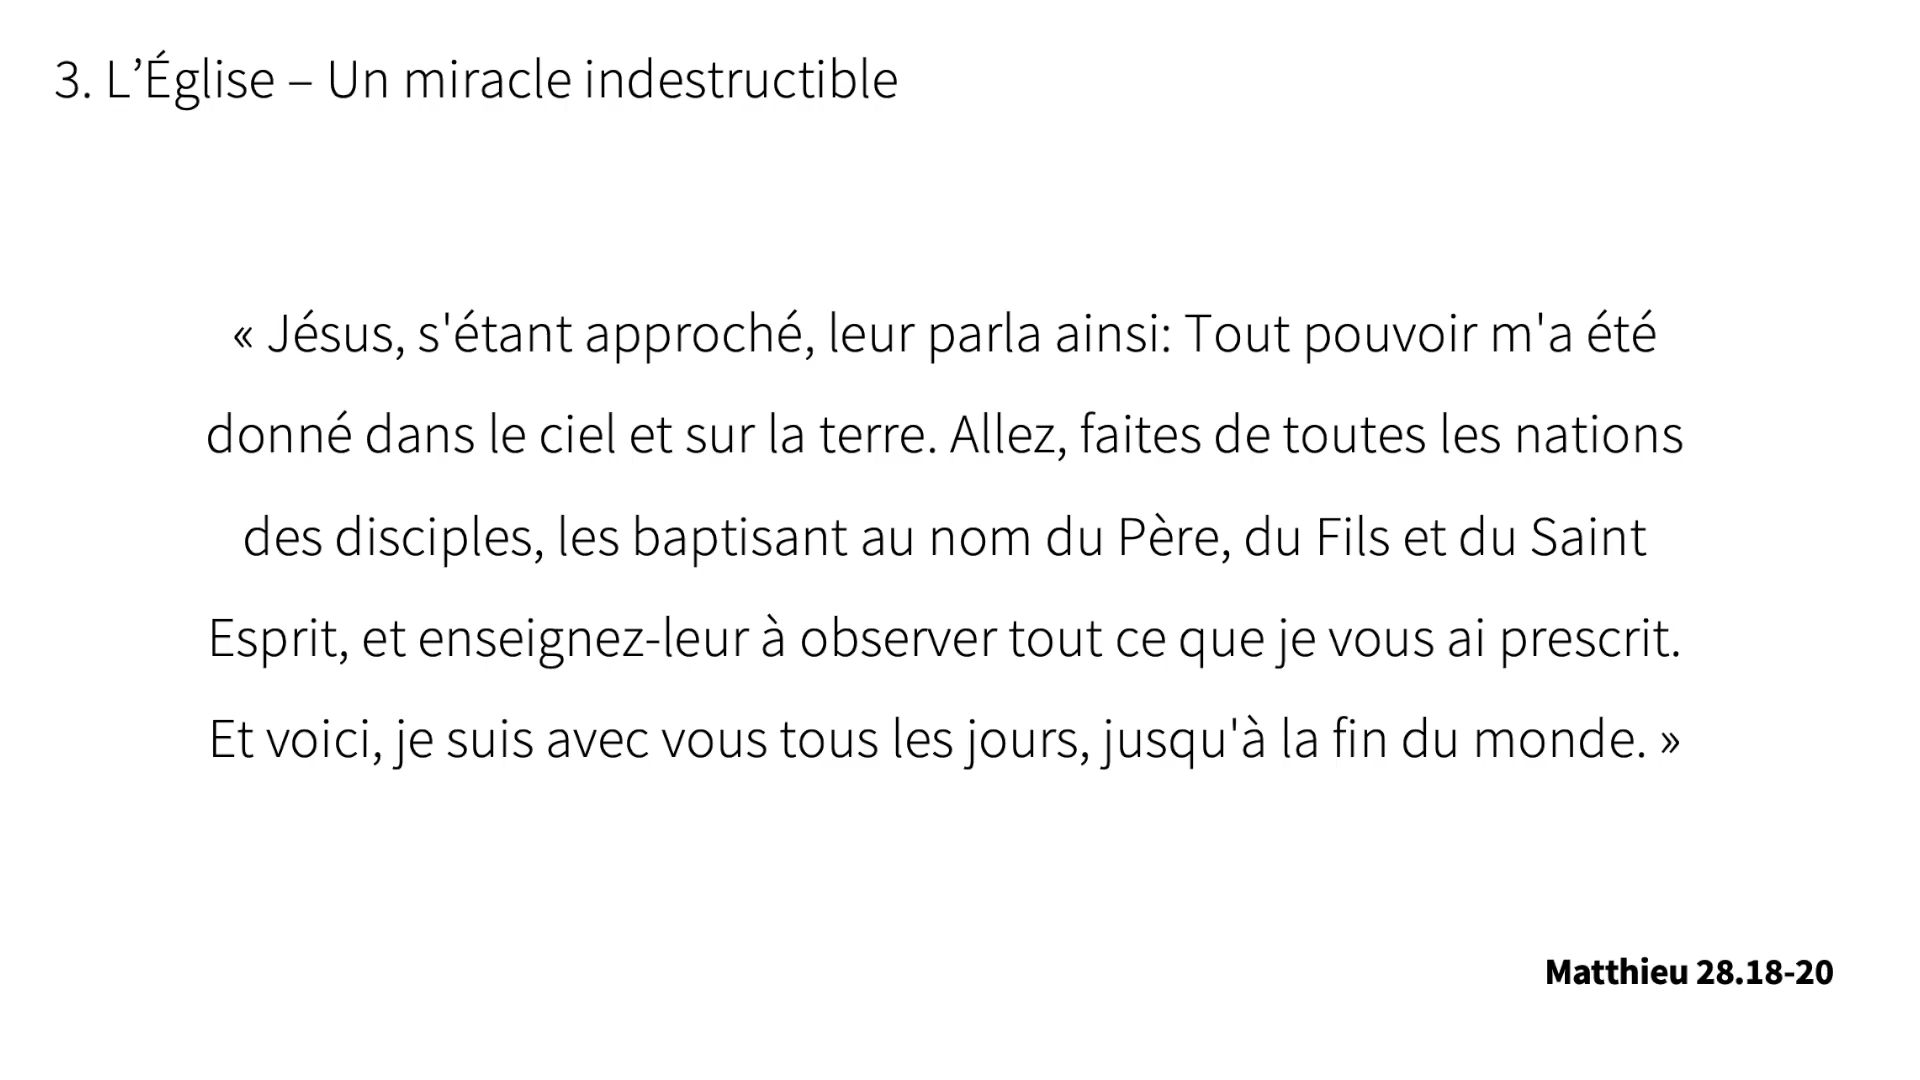 3. L’Église – Un miracle indestructible
« Jésus, s'étant approché, leur parla ainsi: Tout pouvoir m'a été
donné dans le ciel et sur la terre. Allez, faites de toutes les nations
des disciples, les baptisant au nom du Père, du Fils et du Saint
Esprit, et enseignez-leur à observer tout ce que je vous ai prescrit.
Et voici, je suis avec vous tous les jours, jusqu'à la fin du monde. »
Matthieu 28.18-20